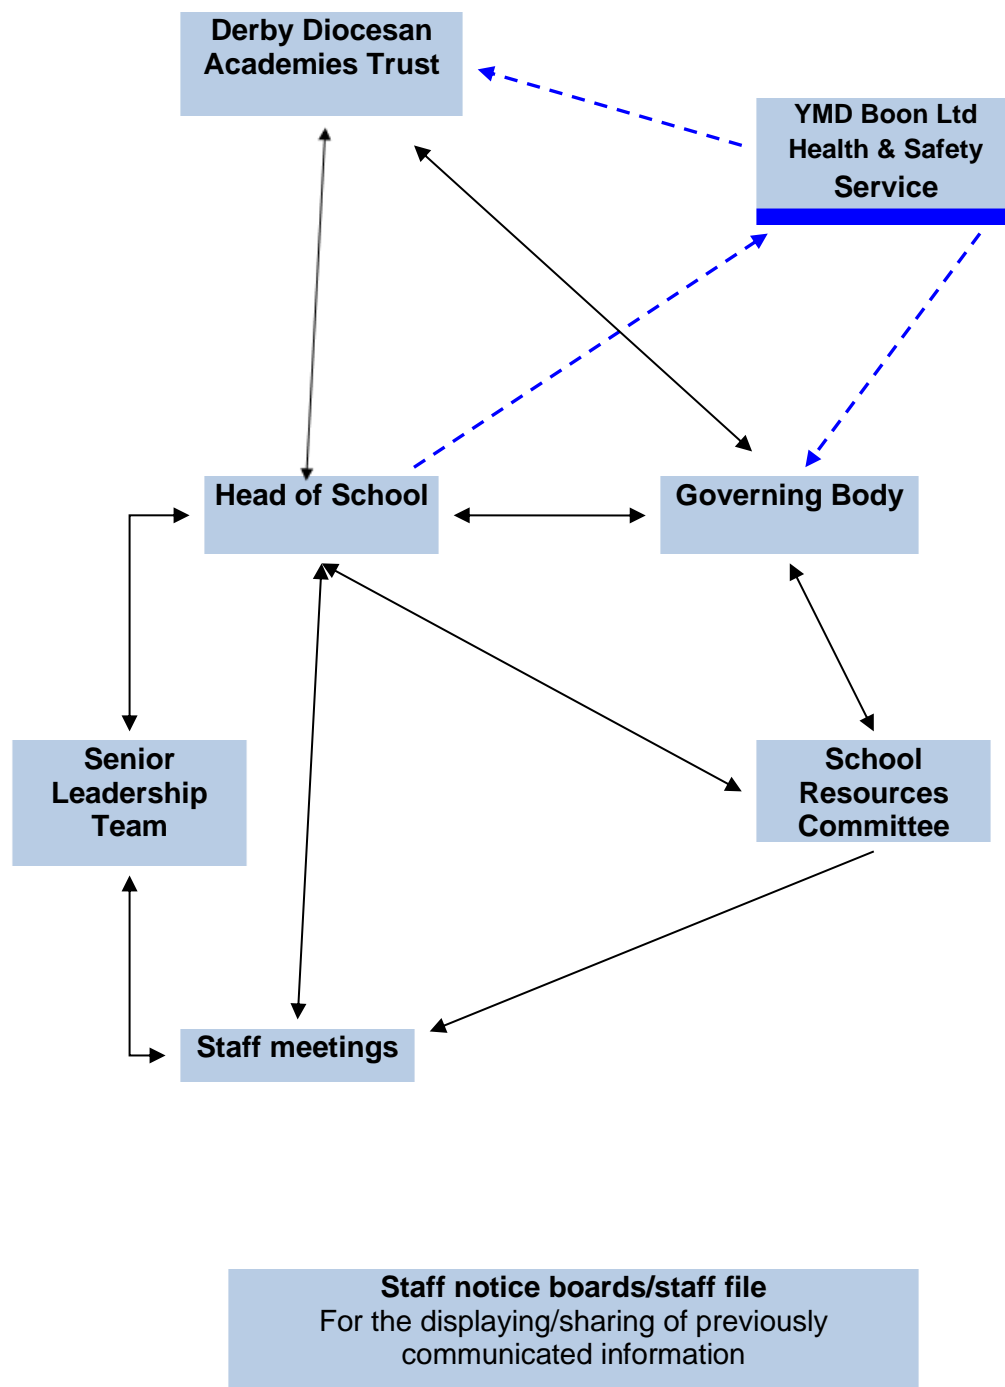 Derby Diocesan
Academies Trust
YMD Boon Ltd
Health & Safety
Service
Head of School
Governing Body
Senior
Leadership
Team
School
Resources
Committee
Staff meetings
Staff notice boards/staff file
For the displaying/sharing of previously
communicated information